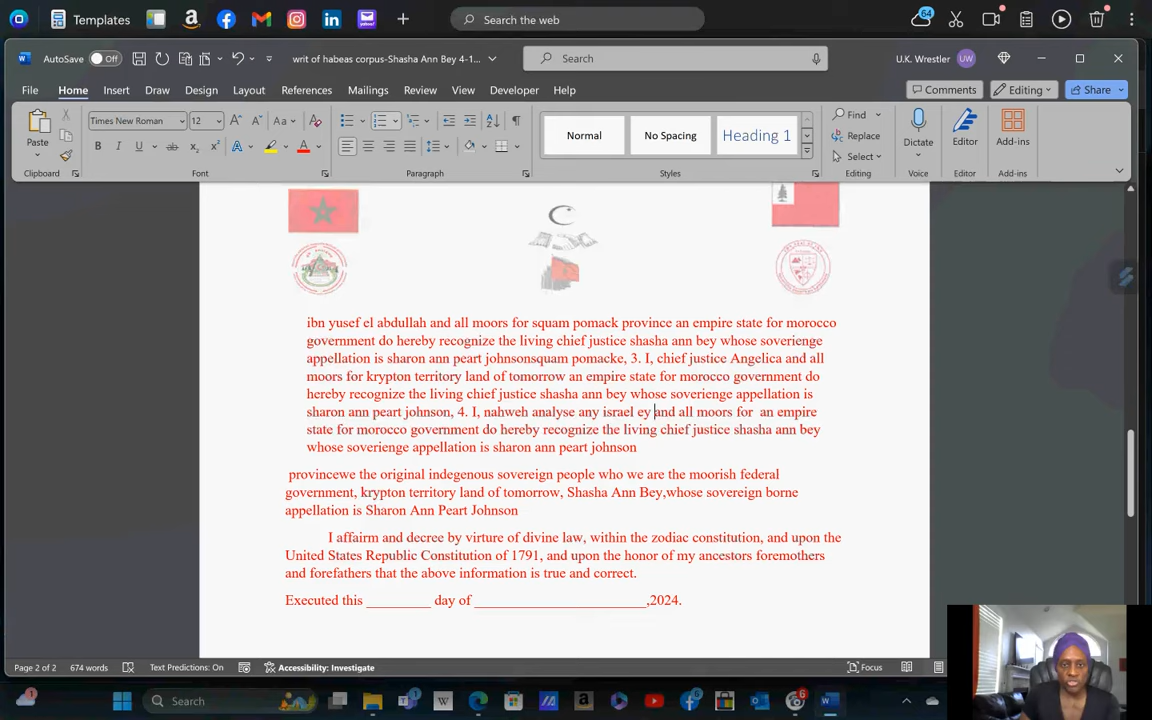 Templates
Search the web
64
AutoSave
Off
writ of habeas corpus-Shasha Ann Bey 4-1...
Search
U.K. Wrestler
UW
File Home Insert Draw Design Layout References Mailings Review View Developer Help
Comments
Editing
Share
Paste
Times New Roman
12
Aa
Normal
No Spacing
Heading 1
Find
Replace
Select
Dictate
Editor
Add-ins
Clipboard
Font
Paragraph
Styles
Editing
Voice
Editor
Add-ins
ibn yusef el abdullah and all moors for squam pomack province an empire state for morocco
government do hereby recognize the living chief justice shasha ann bey whose soverienge
appellation is sharon ann peart johnsonsquam pomacke, 3. I, chief justice Angelica and all
moors for krypton territory land of tomorrow an empire state for morocco government do
hereby recognize the living chief justice shasha ann bey whose soverienge appellation is
sharon ann peart johnson, 4. I, nahweh analyse any israel ey and all moors for  an empire
state for morocco government do hereby recognize the living chief justice shasha ann bey
whose soverienge appellation is sharon ann peart johnson
provincewe the original indegenous sovereign people who we are the moorish federal
government, krypton territory land of tomorrow, Shasha Ann Bey,whose sovereign borne
appellation is Sharon Ann Peart Johnson
I affairm and decree by virtue of divine law, within the zodiac constitution, and upon the
United States Republic Constitution of 1791, and upon the honor of my ancestors foremothers
and forefathers that the above information is true and correct.
Executed this _________ day of ________________________,2024.
Page 2 of 2
674 words
Text Predictions: On
Accessibility: Investigate
Focus
Search